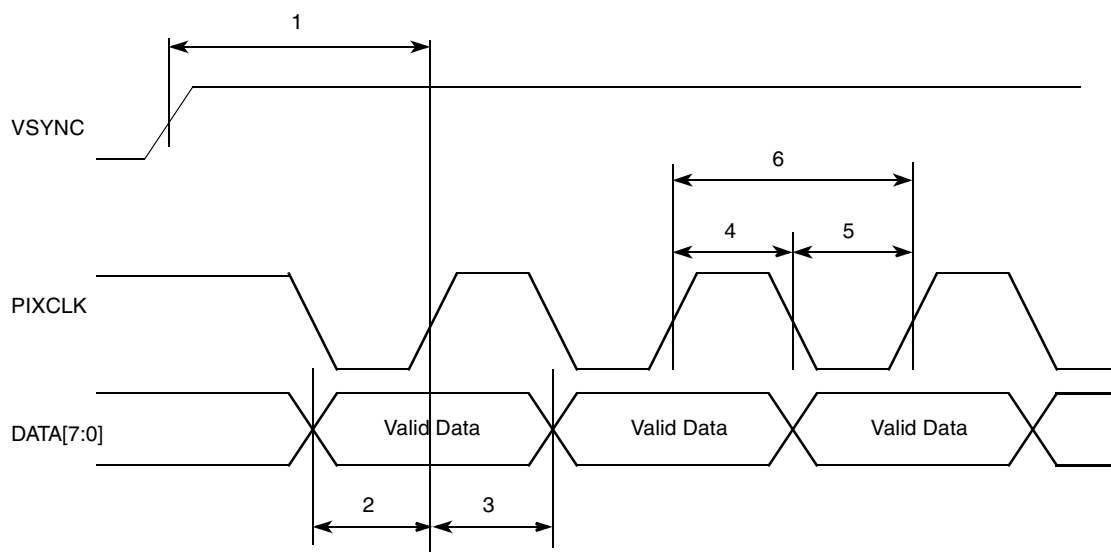 1
VSYNC
6
4
5
PIXCLK
DATA[7:0]
Valid Data
Valid Data
Valid Data
2
3